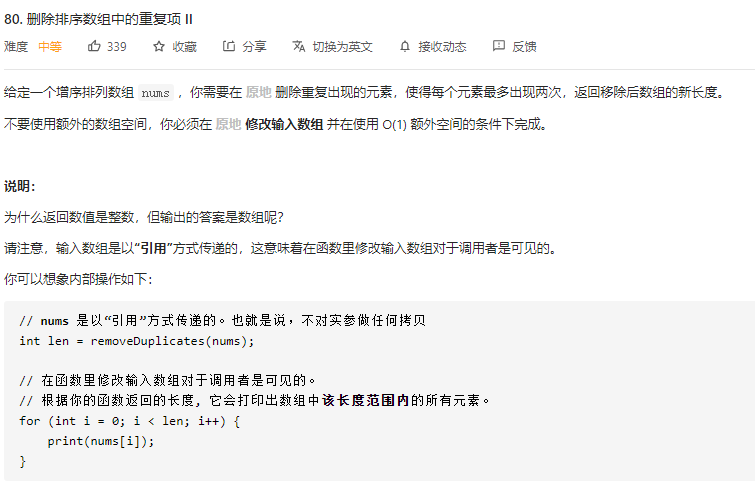 80. 删除排序数组中的重复项 II
难度 中等 339 收藏 分享 切换为英文 接收动态 反馈
给定一个增序排列数组 nums ，你需要在 原地 删除重复出现的元素，使得每个元素最多出现两次，返回移除后数组的新长度。
不要使用额外的数组空间，你必须在 原地 修改输入数组 并在使用 O(1) 额外空间的条件下完成。
说明：
为什么返回数值是整数，但输出的答案是数组呢？
请注意，输入数组是以“引用”方式传递的，这意味着在函数里修改输入数组对于调用者是可见的。
你可以想象内部操作如下：
// nums 是以“引用”方式传递的。也就是说，不对实参做任何拷贝
int len = removeDuplicates(nums);
// 在函数里修改输入数组对于调用者是可见的。
// 根据你的函数返回的长度, 它会打印出数组中该长度范围内的所有元素。
for (int i = 0; i < len; i++) {
    print(nums[i]);
}